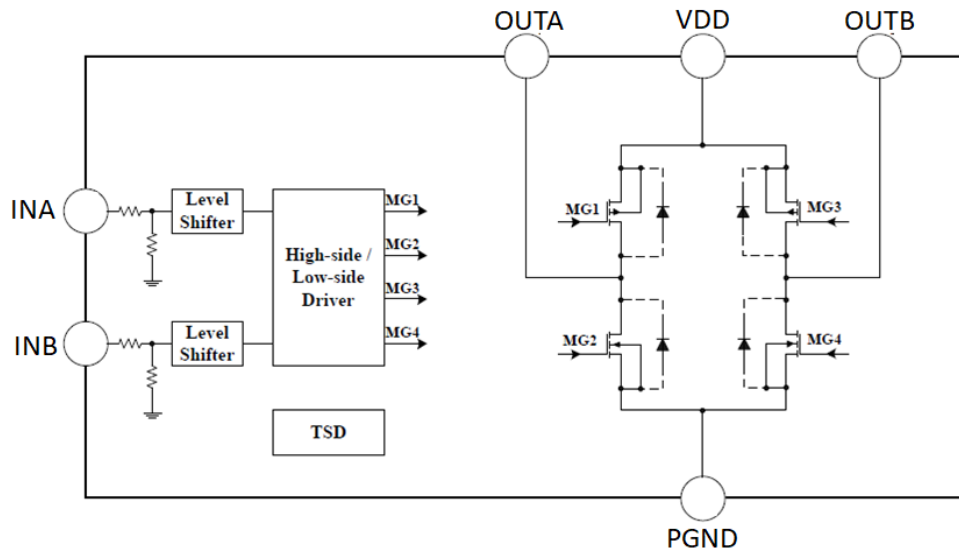 OUTA
VDD
OUTB
INA
Level
Shifter
MG1
MG2
MG3
MG4
High-side /
Low-side
Driver
INB
Level
Shifter
TSD
MG1
MG3
MG2
MG4
PGND